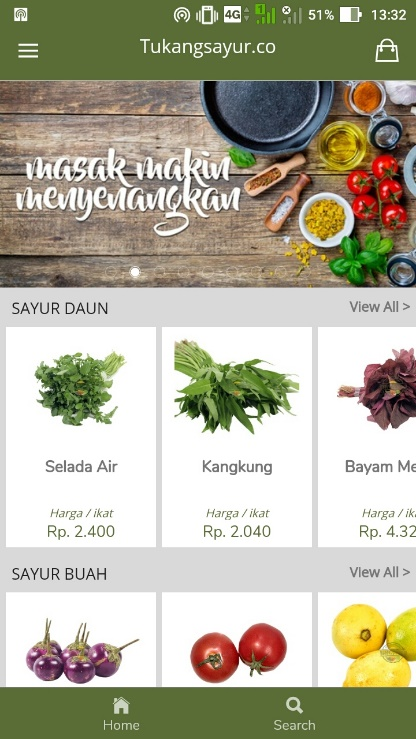 4G 1 51% 13:32
Tukangsayur.co
masak makin
menyenangkan
SAYUR DAUN View All >
Selada Air Kangkung Bayam Me
Harga / ikat Harga / ikat Harga / ika
Rp. 2.400 Rp. 2.040 Rp. 4.32
SAYUR BUAH View All >
Home Search